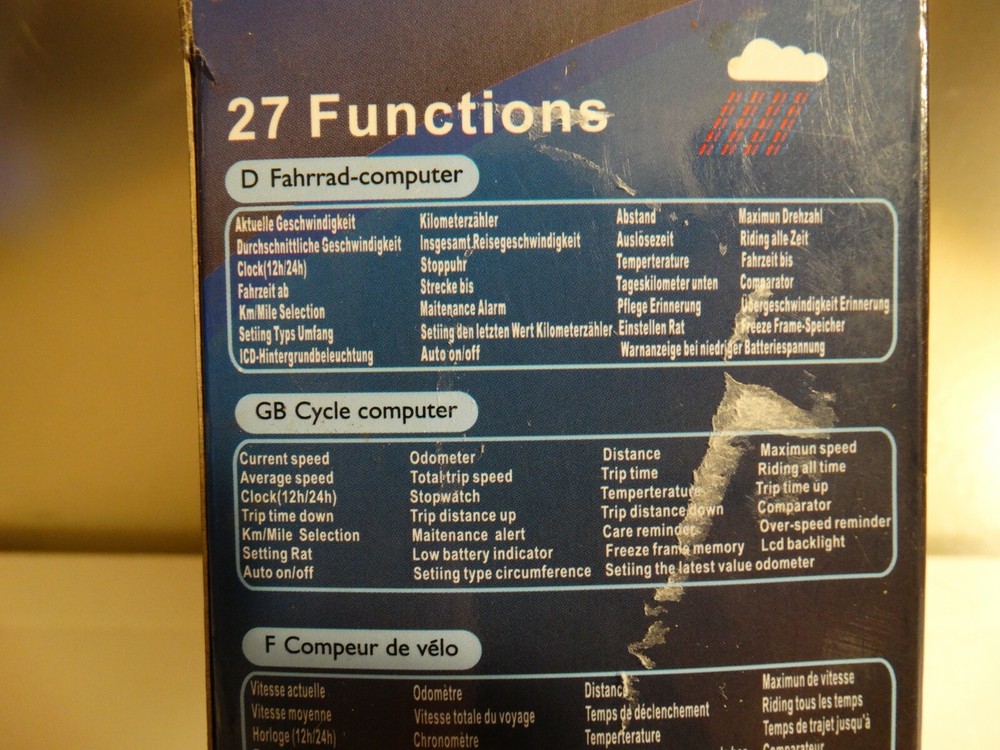 27 Functions
D Fahrrad-computer
Aktuelle Geschwindigkeit Kilometerzähler Abstand Maximun Drehzahl
Durchschnittliche Geschwindigkeit Insgesamt Reisegeschwindigkeit Auslösezeit Riding alle Zeit
Clock(12h/24h) Stoppuhr Temperterature Fahrzeit bis
Fahrzeit ab Strecke bis Tageskilometer unten Comparator
Km/Mile Selection Maitenance Alarm Pflege Erinnerung Übergeschwindigkeit Erinnerung
Setiing Typs Umfang Setiing den letzten Wert Kilometerzähler Einstellen Rat Freeze Frame-Speicher
ICD-Hintergrundbeleuchtung Auto on/off Warnanzeige bei niedriger Batteriespannung
GB Cycle computer
Current speed Odometer Distance Maximun speed
Average speed Total trip speed Trip time Riding all time
Clock(12h/24h) Stopwatch Temperterature Trip time up
Trip time down Trip distance up Trip distance down Comparator
Km/Mile Selection Maitenance alert Care reminder Over-speed reminder
Setting Rat Low battery indicator Freeze frame memory Lcd backlight
Auto on/off Setiing type circumference Setiing the latest value odometer
F Compeur de vélo
Vitesse actuelle Odomètre Distance Maximun de vitesse
Vitesse moyenne Vitesse totale du voyage Temps de déclenchement Riding tous les temps
Horloge (12h/24h) Chronomètre Temperterature Temps de trajet jusqu'à
Comparateur